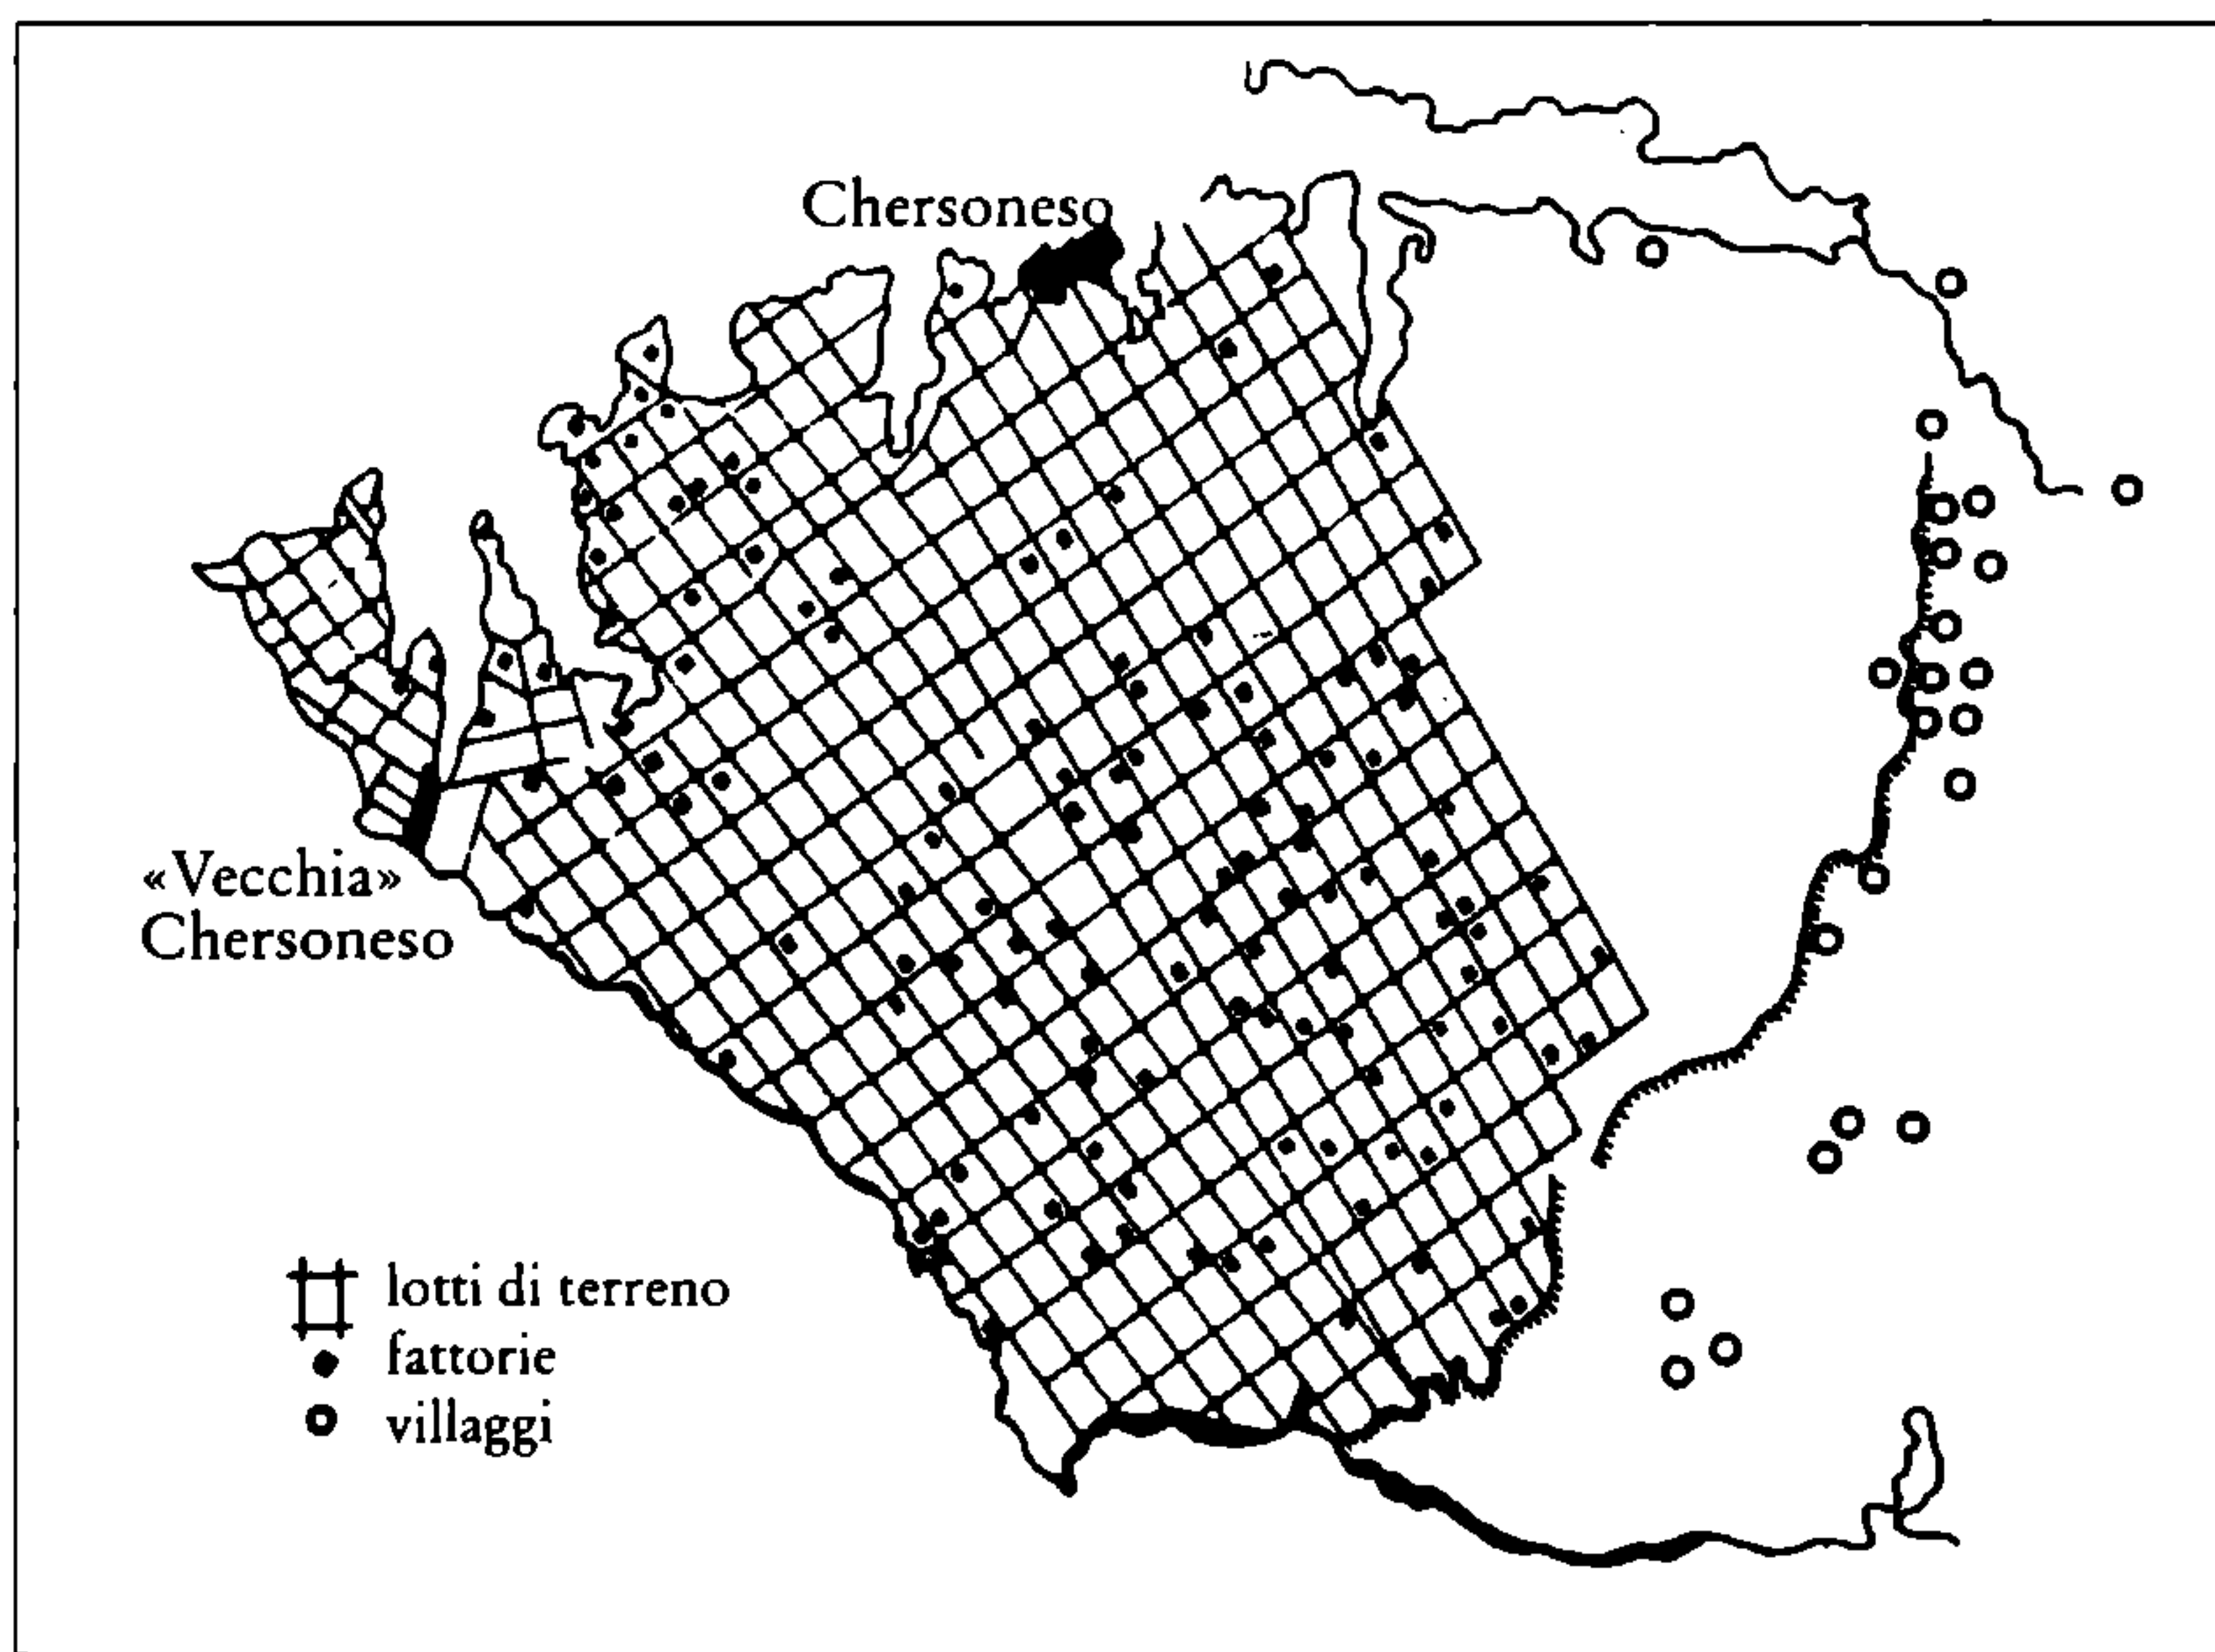 Chersoneso
«Vecchia»
Chersoneso
lotti di terreno
fattorie
villaggi